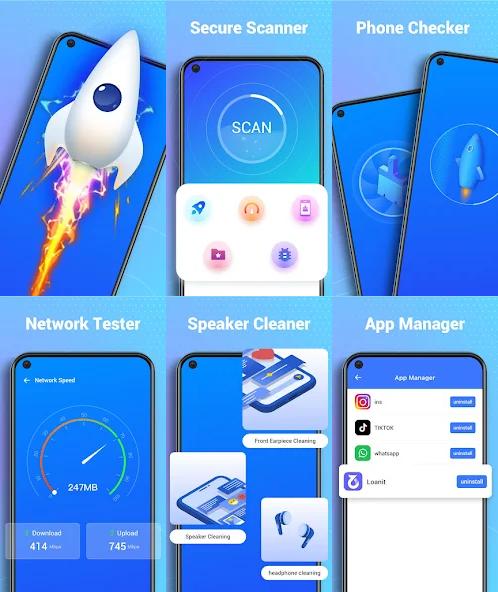 Secure Scanner
SCAN
Phone Checker
Network Tester
Network Speed
50
247MB
Download
414 Mbps
Upload
745 Mbps
Speaker Cleaner
Front Earpiece Cleaning
Speaker Cleaning
headphone cleaning
App Manager
App Manager
ins
uninstall
TIKTOK
uninstall
whatsapp
uninstall
Loanit
uninstall